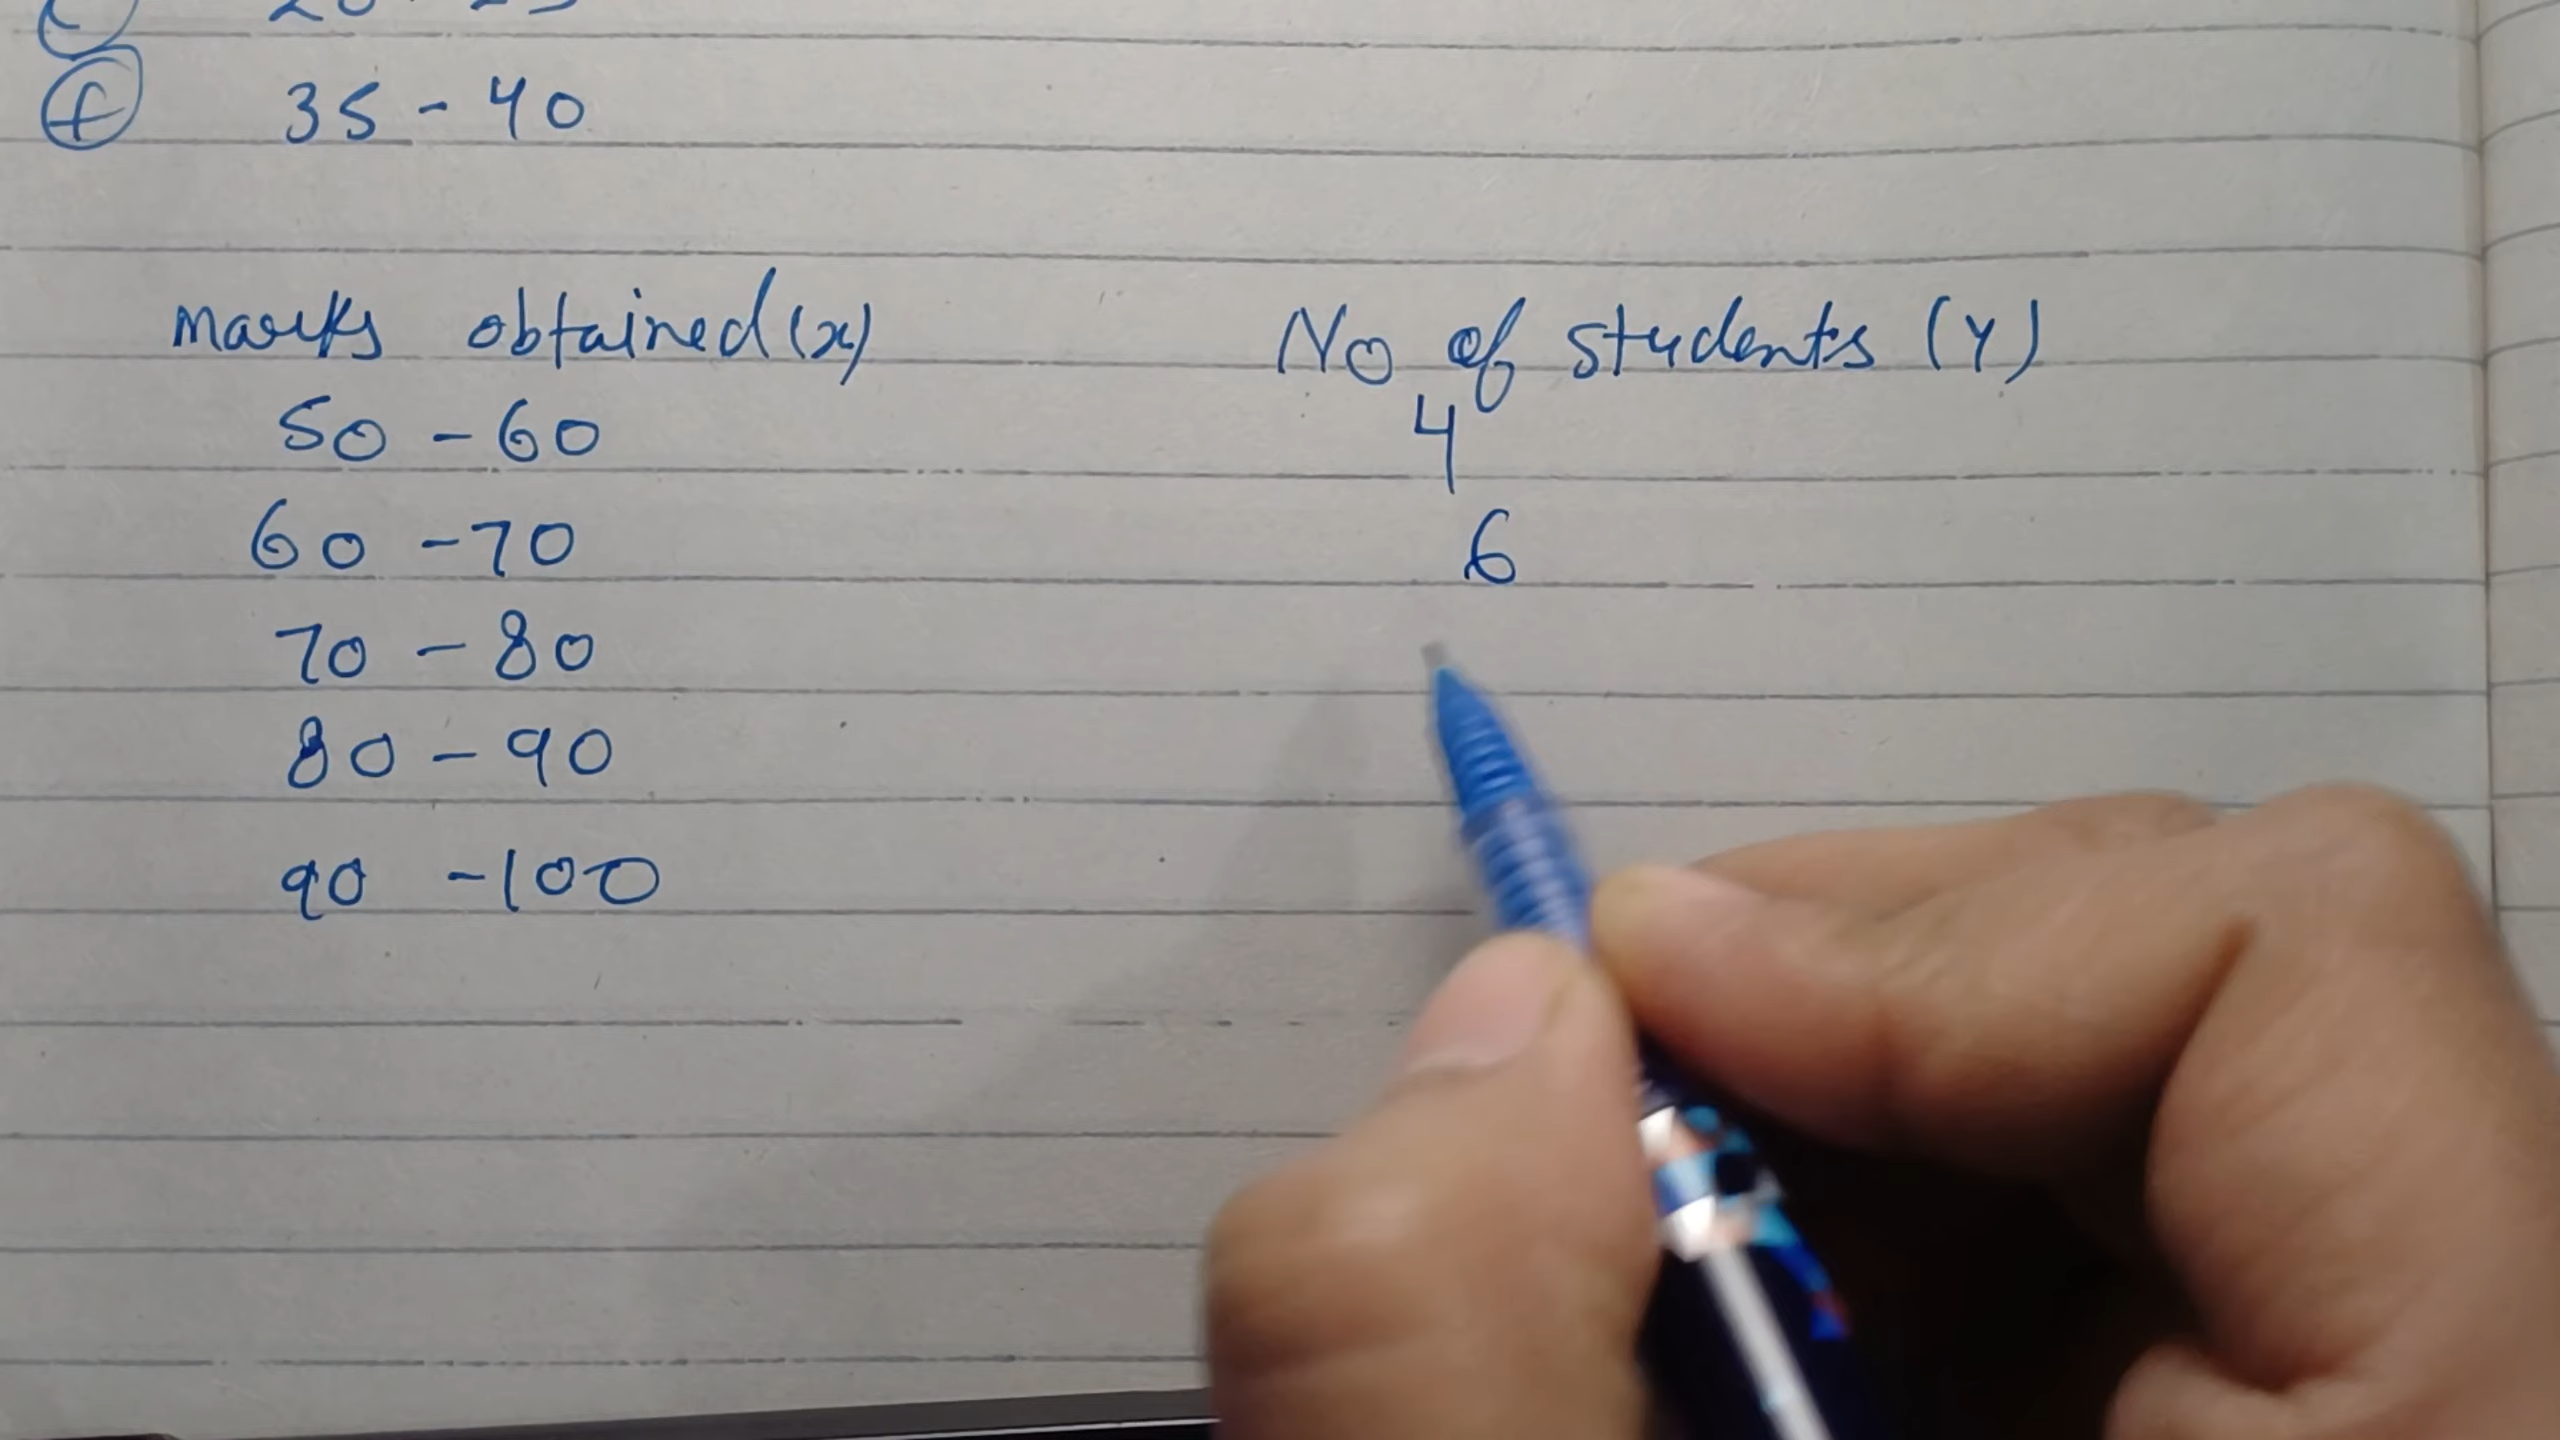 f 35 - 40
marks obtained (x) No of students (Y)
50 - 60 4
60 - 70 6
70 - 80
80 - 90
90 - 100